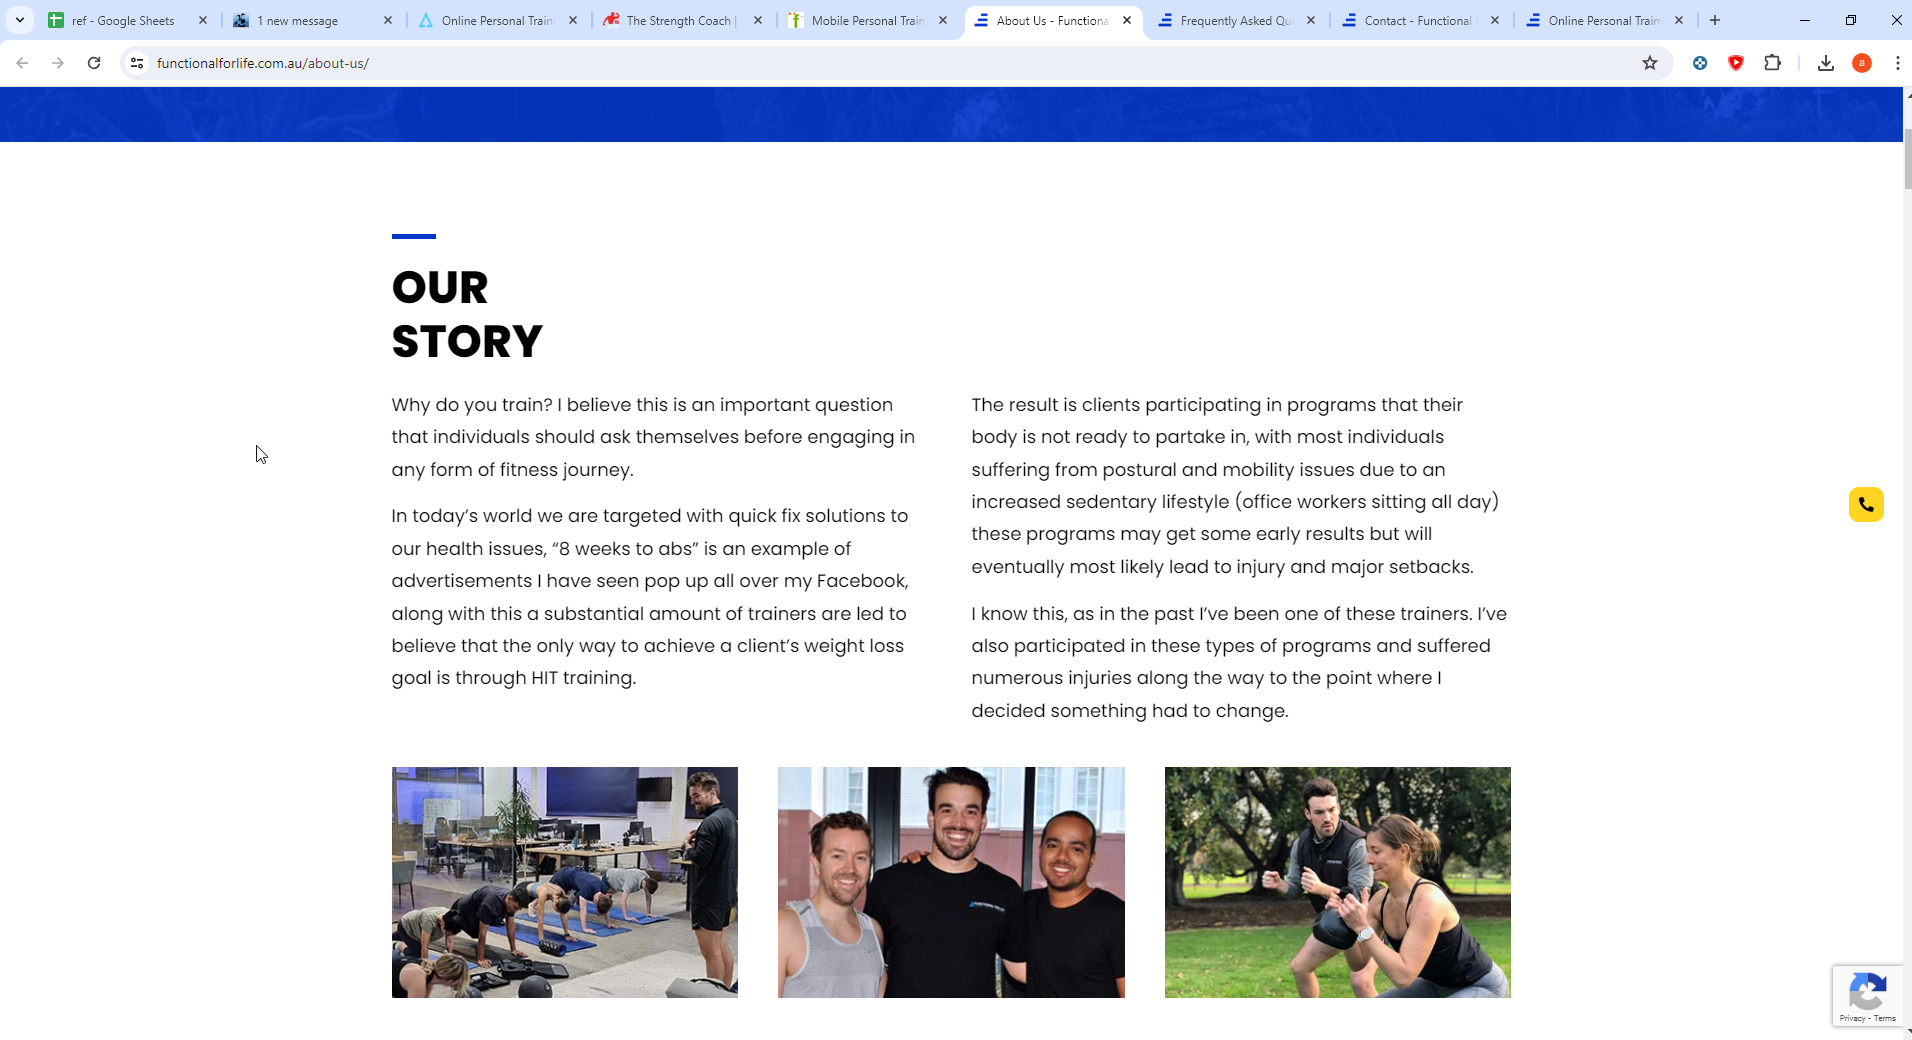 ref - Google Sheets
1 new message
Online Personal Traini
The Strength Coach |
Mobile Personal Train
About Us - Functiona
Frequently Asked Qu
Contact - Functional
Online Personal Train
functionalforlife.com.au/about-us/
a
OUR
STORY
Why do you train? I believe this is an important question
that individuals should ask themselves before engaging in
any form of fitness journey.
In today’s world we are targeted with quick fix solutions to
our health issues, “8 weeks to abs” is an example of
advertisements I have seen pop up all over my Facebook,
along with this a substantial amount of trainers are led to
believe that the only way to achieve a client’s weight loss
goal is through HIT training.
The result is clients participating in programs that their
body is not ready to partake in, with most individuals
suffering from postural and mobility issues due to an
increased sedentary lifestyle (office workers sitting all day)
these programs may get some early results but will
eventually most likely lead to injury and major setbacks.
I know this, as in the past I’ve been one of these trainers. I’ve
also participated in these types of programs and suffered
numerous injuries along the way to the point where I
decided something had to change.
Privacy - Terms